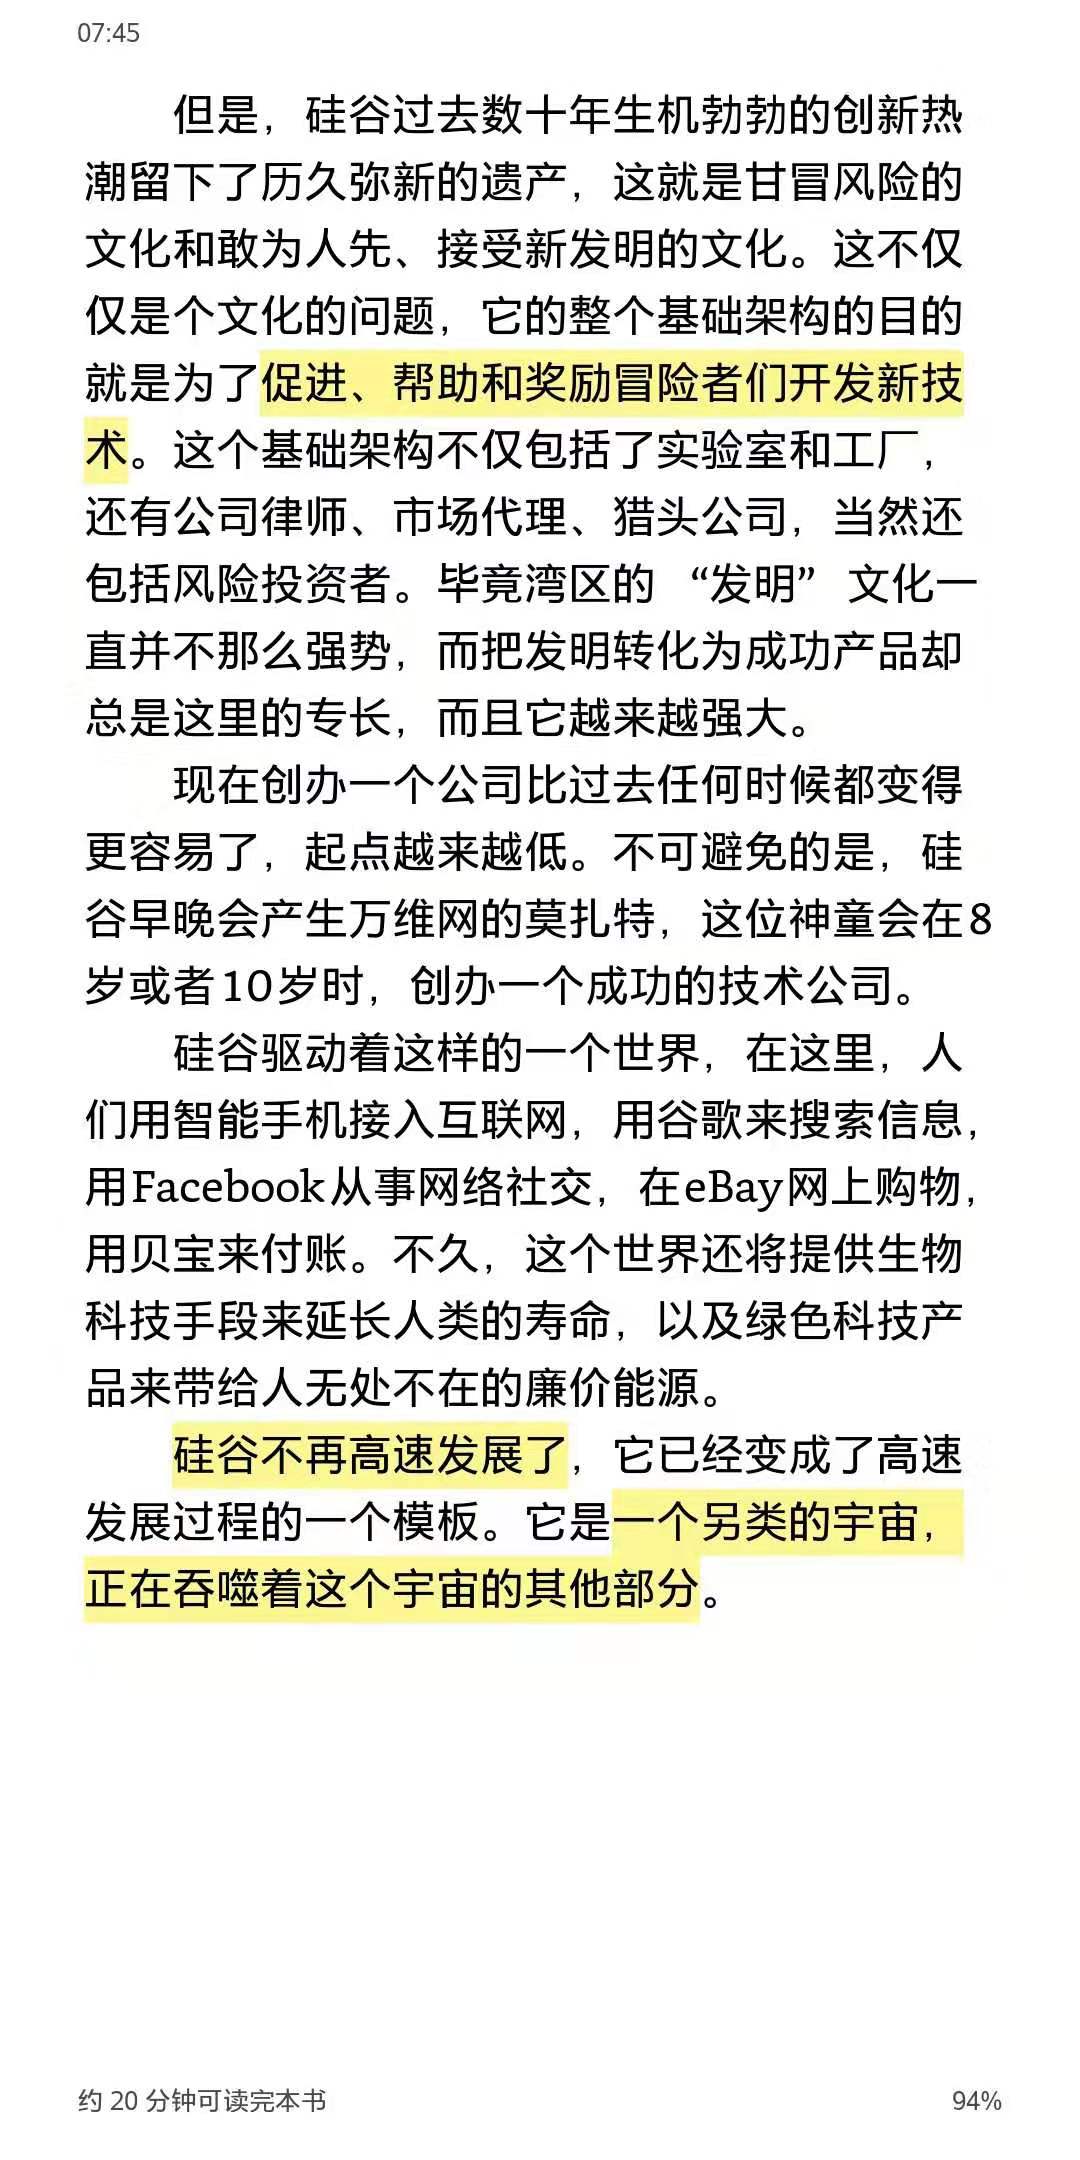 07:45
但是，硅谷过去数十年生机勃勃的创新热
潮留下了历久弥新的遗产，这就是甘冒风险的
文化和敢为人先、接受新发明的文化。这不仅
仅是个文化的问题，它的整个基础架构的目的
就是为了促进、帮助和奖励冒险者们开发新技
术。这个基础架构不仅包括了实验室和工厂，
还有公司律师、市场代理、猎头公司，当然还
包括风险投资者。毕竟湾区的 “发明” 文化一
直并不那么强势，而把发明转化为成功产品却
总是这里的专长，而且它越来越强大。
现在创办一个公司比过去任何时候都变得
更容易了，起点越来越低。不可避免的是，硅
谷早晚会产生万维网的莫扎特，这位神童会在8
岁或者10岁时，创办一个成功的技术公司。
硅谷驱动着这样的一个世界，在这里，人
们用智能手机接入互联网，用谷歌来搜索信息，
用Facebook从事网络社交，在eBay网上购物，
用贝宝来付账。不久，这个世界还将提供生物
科技手段来延长人类的寿命，以及绿色科技产
品来带给人无处不在的廉价能源。
硅谷不再高速发展了，它已经变成了高速
发展过程的一个模板。它是一个另类的宇宙，
正在吞噬着这个宇宙的其他部分。
约 20 分钟可读完本书
94%